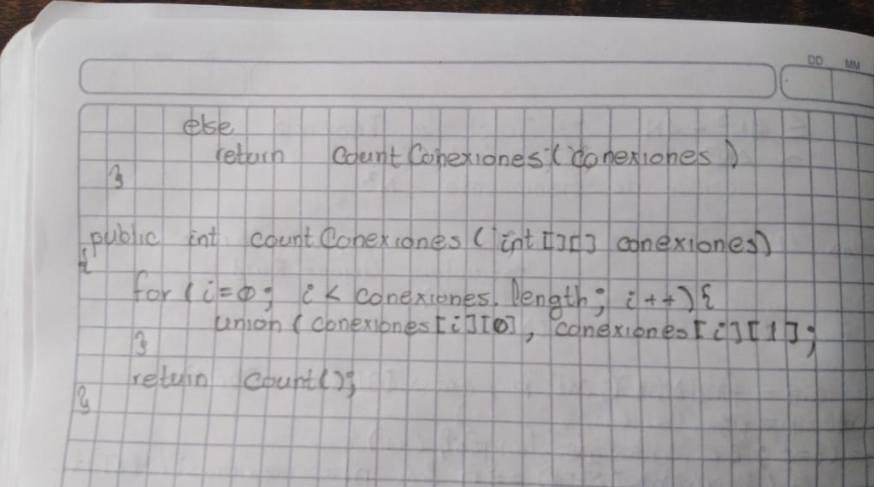 DD MM
else
return countConexiones (conexiones)
}
public int countConexiones (int[][] conexiones)
{
for (i=0; i < conexiones.length; i++){
union (conexiones[i][0], conexiones[i][1];
}
return count();
}